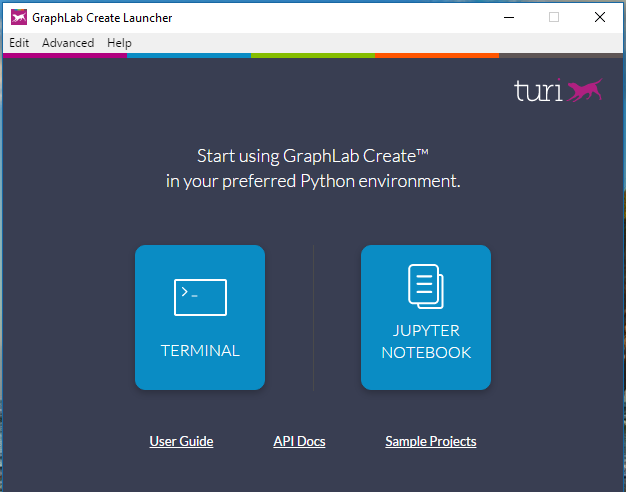 GraphLab Create Launcher
Edit Advanced Help
turi
Start using GraphLab Create™
in your preferred Python environment.
>_
TERMINAL
JUPYTER
NOTEBOOK
User Guide API Docs Sample Projects